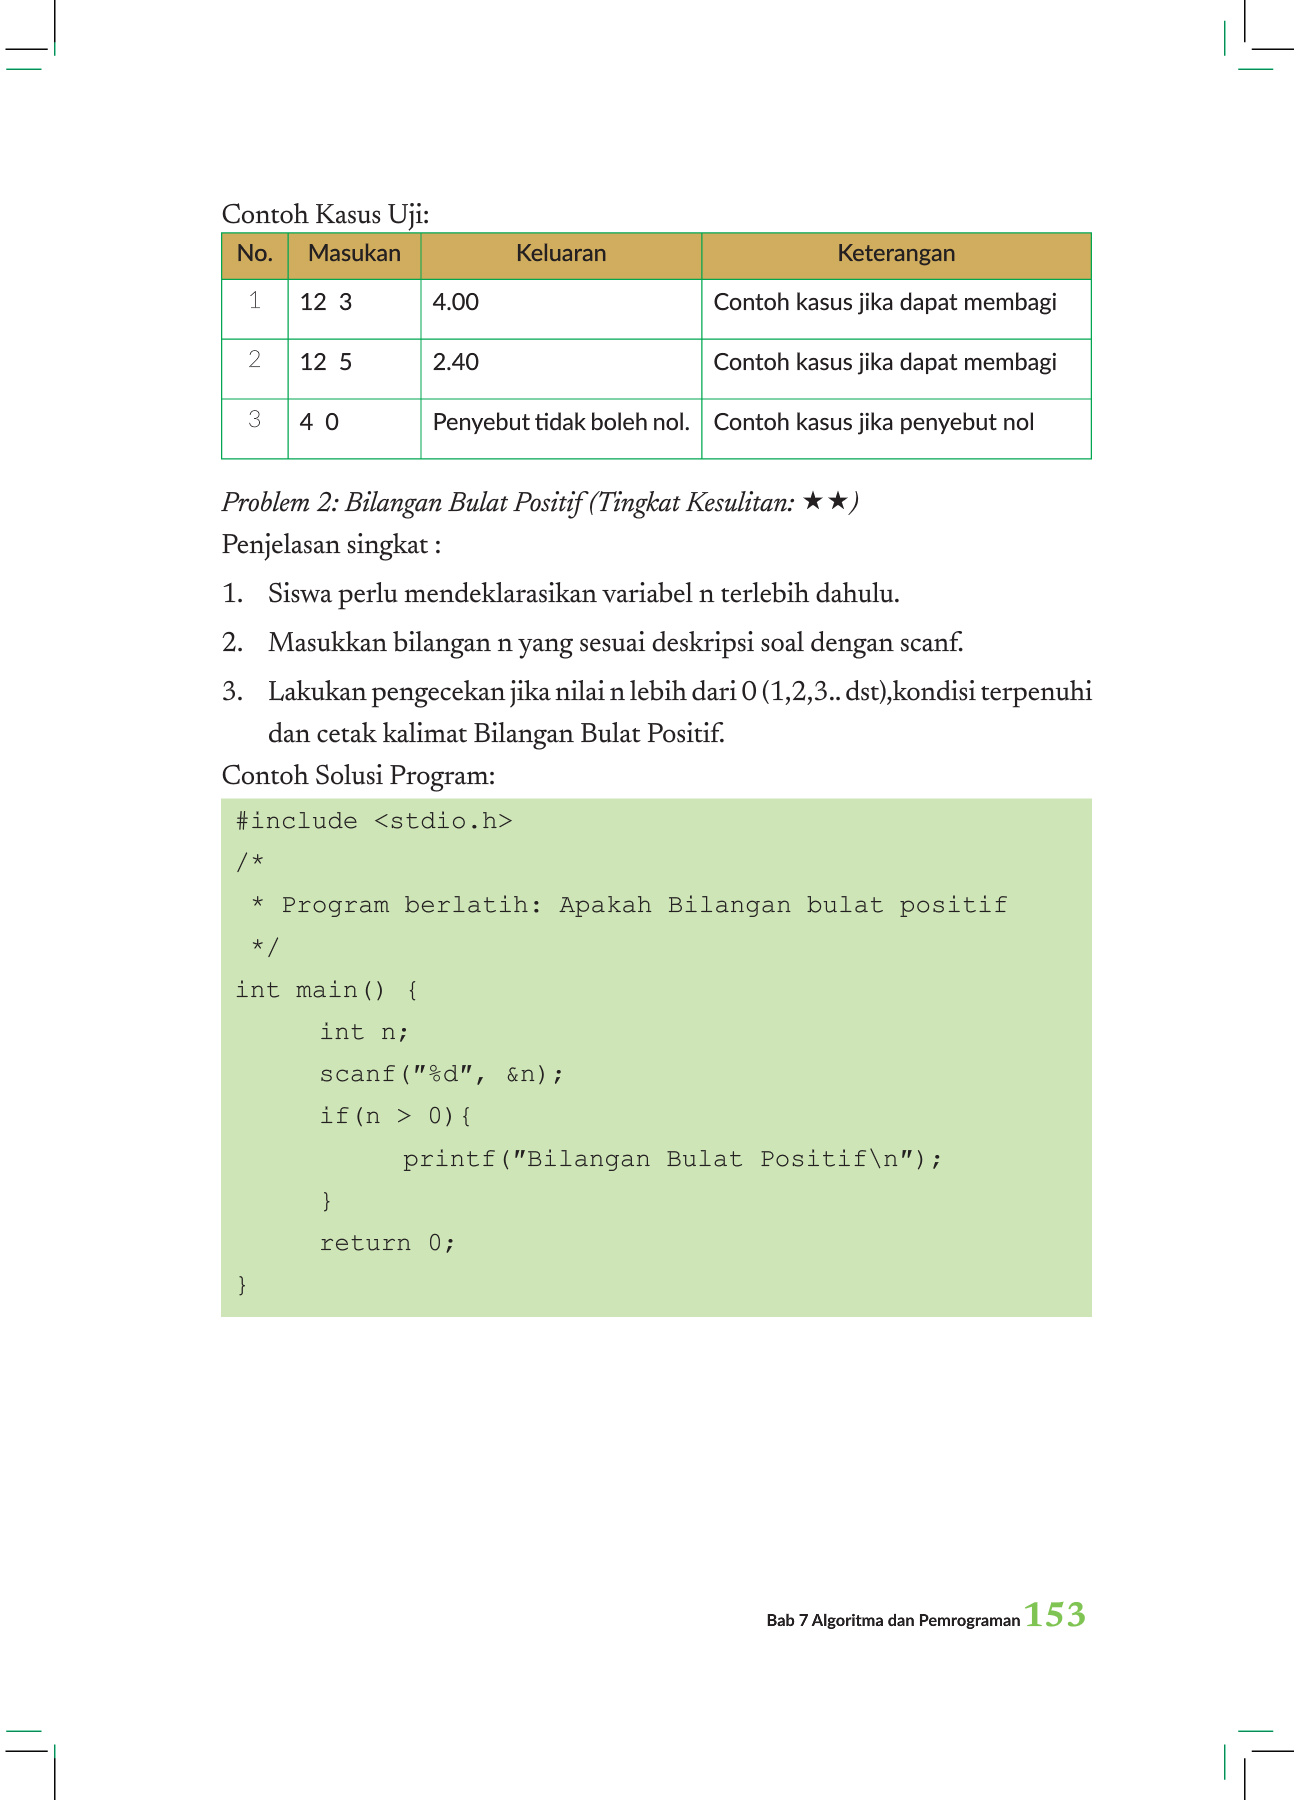 Contoh Kasus Uji:
No. Masukan Keluaran Keterangan
1 12 3 4.00 Contoh kasus jika dapat membagi
2 12 5 2.40 Contoh kasus jika dapat membagi
3 4 0 Penyebut tidak boleh nol. Contoh kasus jika penyebut nol
Problem 2: Bilangan Bulat Positif (Tingkat Kesulitan: ★★)
Penjelasan singkat :
1. Siswa perlu mendeklarasikan variabel n terlebih dahulu.
2. Masukkan bilangan n yang sesuai deskripsi soal dengan scanf.
3. Lakukan pengecekan jika nilai n lebih dari 0 (1,2,3.. dst),kondisi terpenuhi
dan cetak kalimat Bilangan Bulat Positif.
Contoh Solusi Program:
#include <stdio.h>
/*
 * Program berlatih: Apakah Bilangan bulat positif
 */
int main() {
int n;
scanf("%d", &n);
if(n > 0){
printf("Bilangan Bulat Positif\n");
}
return 0;
}
Bab 7 Algoritma dan Pemrograman 153